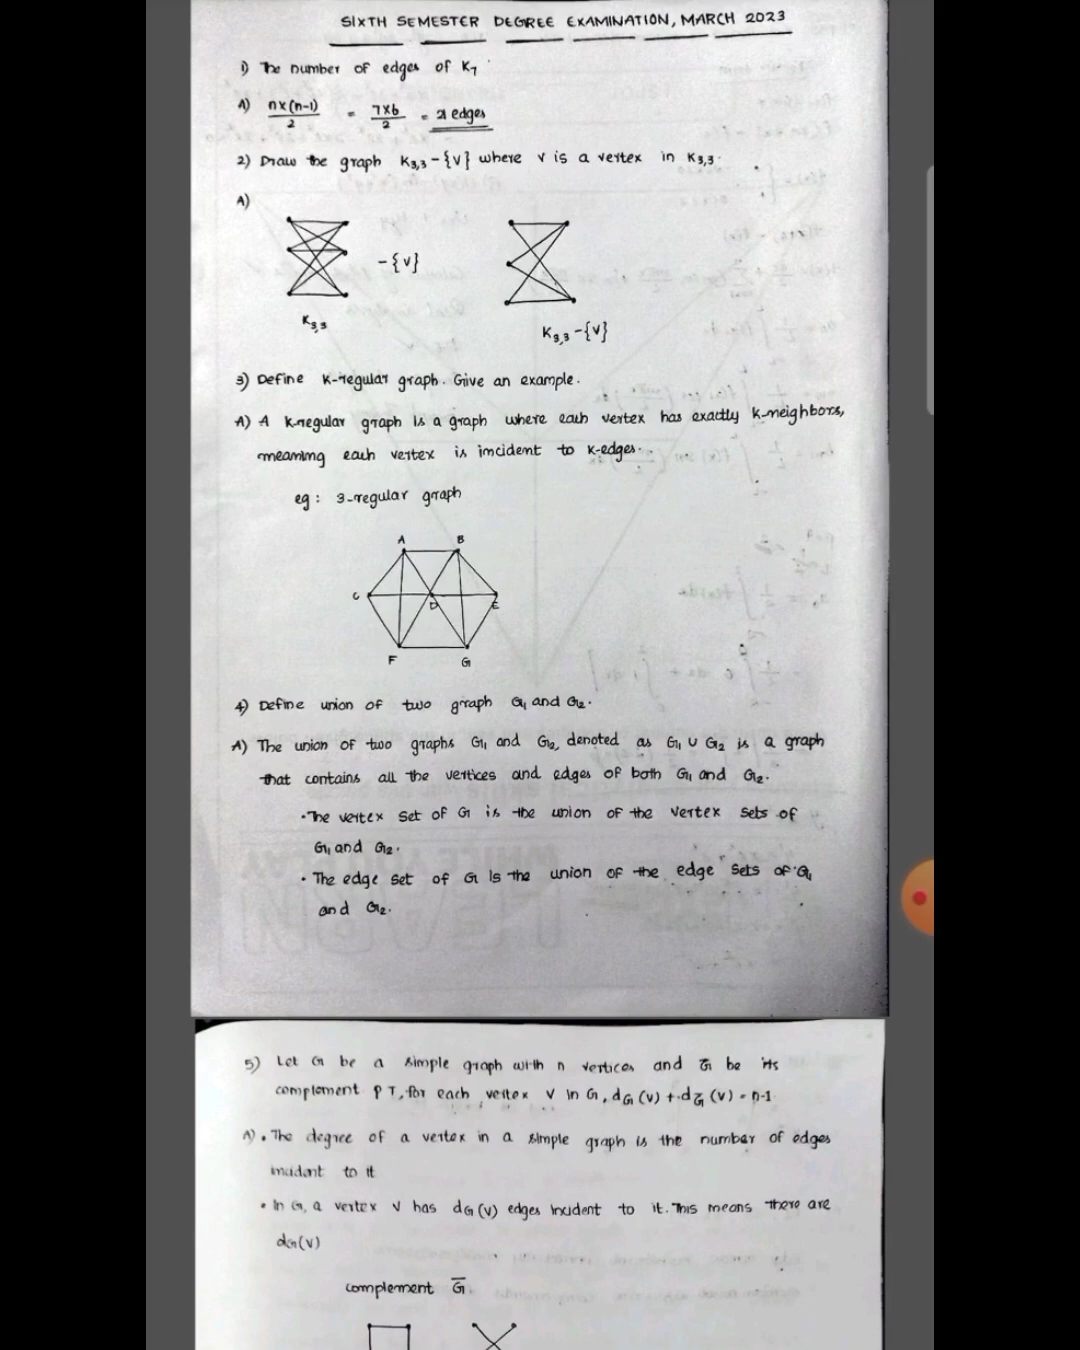 SIXTH SEMESTER DEGREE EXAMINATION, MARCH 2023
1) The number of edges of K7
A) n×(n-1)/2 = 7×6/2 = 21 edges
2) Draw the graph K3,3 - {v} where v is a vertex in K3,3.
A)
- {v}
K3,3
K3,3 - {v}
3) Define K-regular graph. Give an example.
A) A K-regular graph is a graph where each vertex has exactly k-neighbors,
meaning each vertex is incident to k-edges.
eg: 3-regular graph
A B
C D E
F G
4) Define union of two graph G1 and G2.
A) The union of two graphs G1 and G2, denoted as G1 ∪ G2 is a graph
that contains all the vertices and edges of both G1 and G2.
• The vertex set of G is the union of the vertex sets of
G1 and G2.
• The edge set of G is the union of the edge sets of G1
and G2.
5) Let G be a simple graph with n vertices and G̅ be its
complement P T, for each vertex v in G, dG(v) + dG̅(v) = n-1
A) • The degree of a vertex in a simple graph is the number of edges
incident to it
• In G, a vertex v has dG(v) edges incident to it. This means there are
dG(v)
complement G̅.